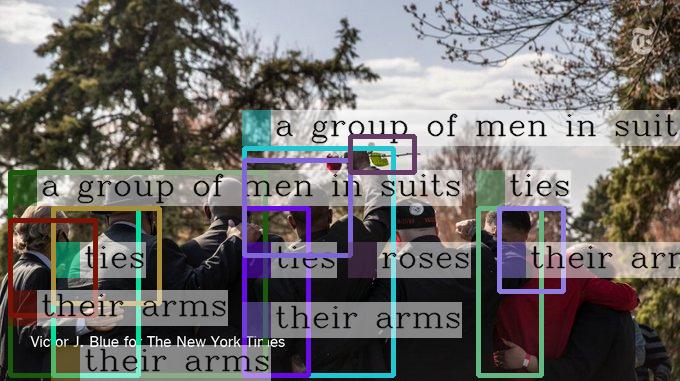 T
a group of men in suit
a group of men in suits
ties
ties
ties
roses
their arm
their arms
their arms
Victor J. Blue for The New York Times
their arms